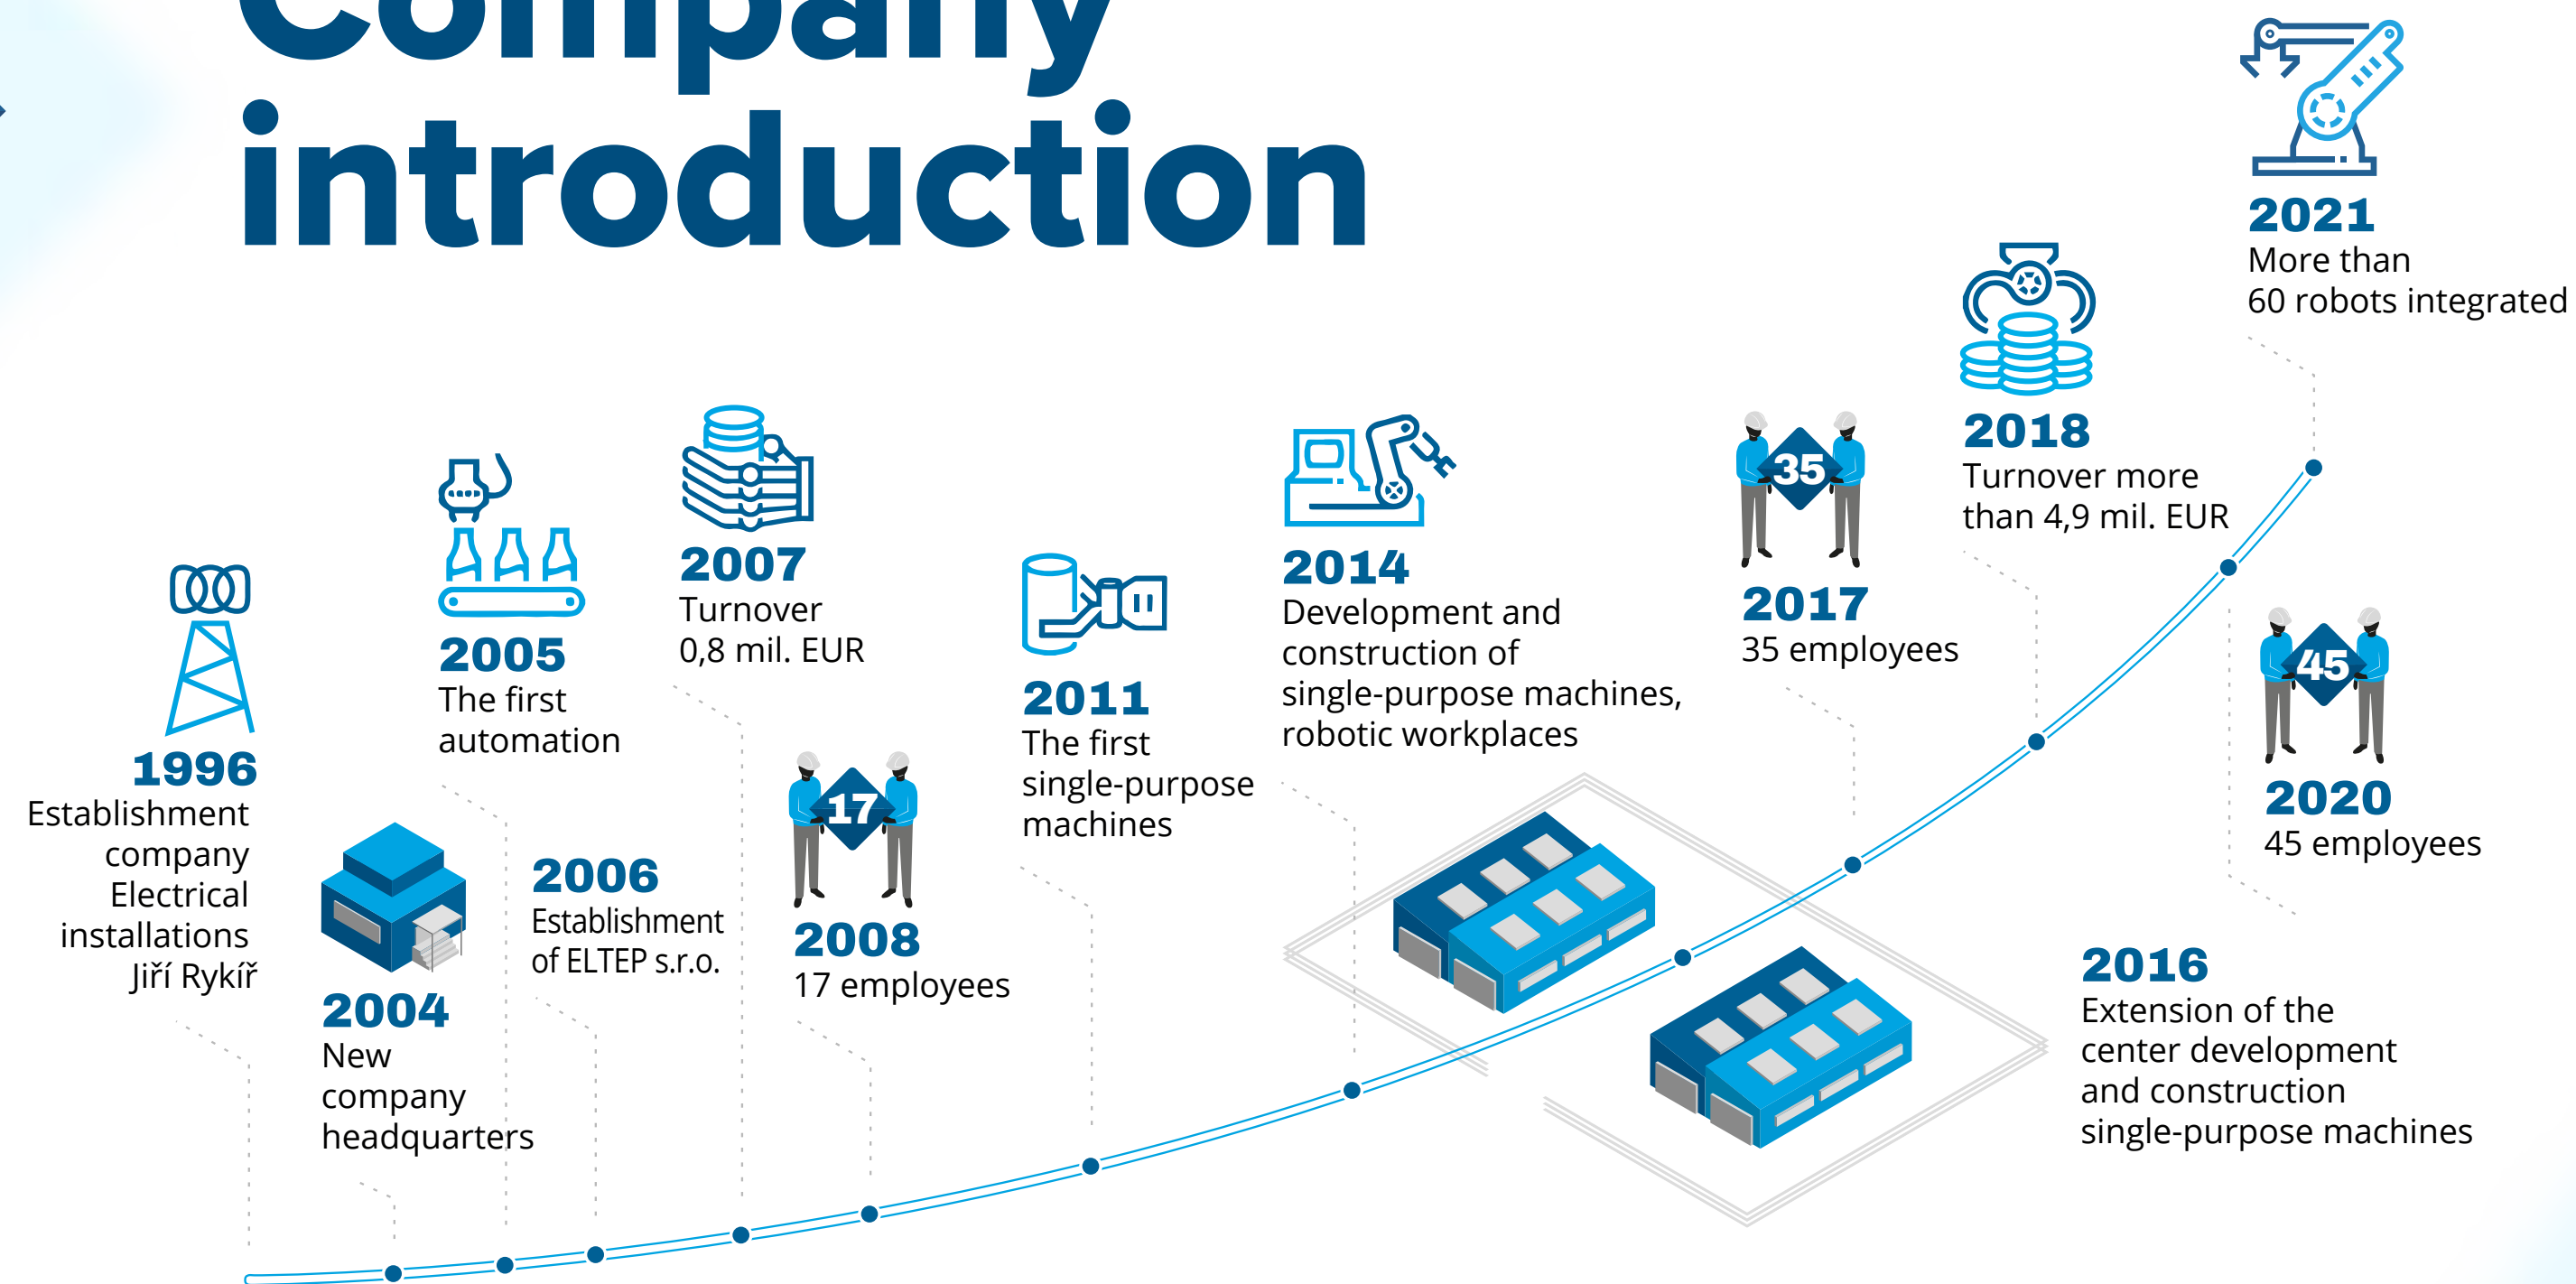 Company
introduction
1996
Establishment
company
Electrical
installations
Jiří Rykíř
2004
New
company
headquarters
2005
The first
automation
2006
Establishment
of ELTEP s.r.o.
2007
Turnover
0,8 mil. EUR
17
2008
17 employees
2011
The first
single-purpose
machines
2014
Development and
construction of
single-purpose machines,
robotic workplaces
2016
Extension of the
center development
and construction
single-purpose machines
35
2017
35 employees
2018
Turnover more
than 4,9 mil. EUR
45
2020
45 employees
2021
More than
60 robots integrated